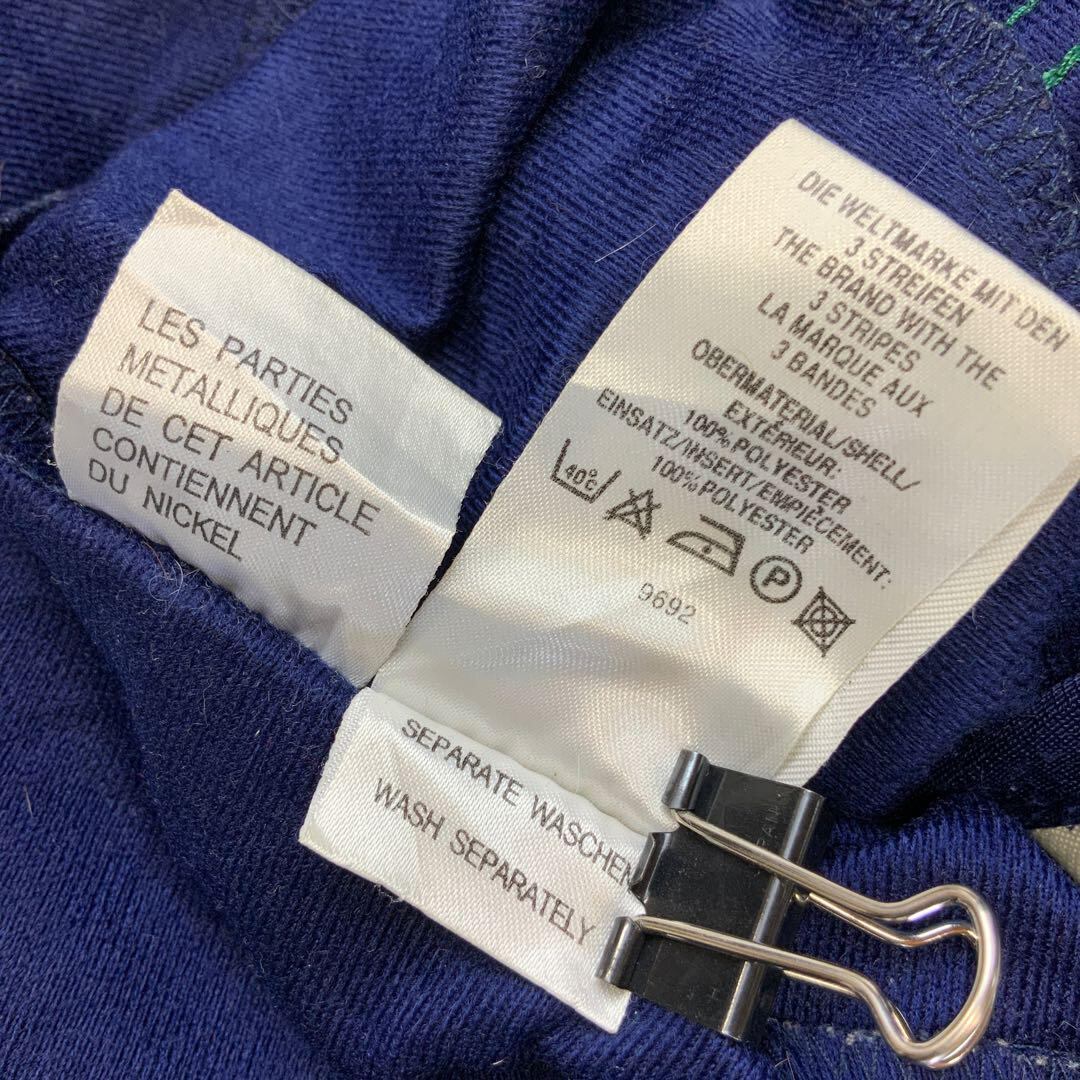 LES PARTIES
METALLIQUES
DE CET ARTICLE
CONTIENNENT
DU NICKEL
DIE WELTMARKE MIT DEN
3 STREIFEN
THE BRAND WITH THE
3 STRIPES
LA MARQUE AUX
3 BANDES
OBERMATERIAL/SHELL/
EXTÉRIEUR:
100% POLYESTER
EINSATZ/INSERT/EMPIÈCEMENT:
100% POLYESTER
40°C
P
9692
SEPARATE WASCHEN
WASH SEPARATELY